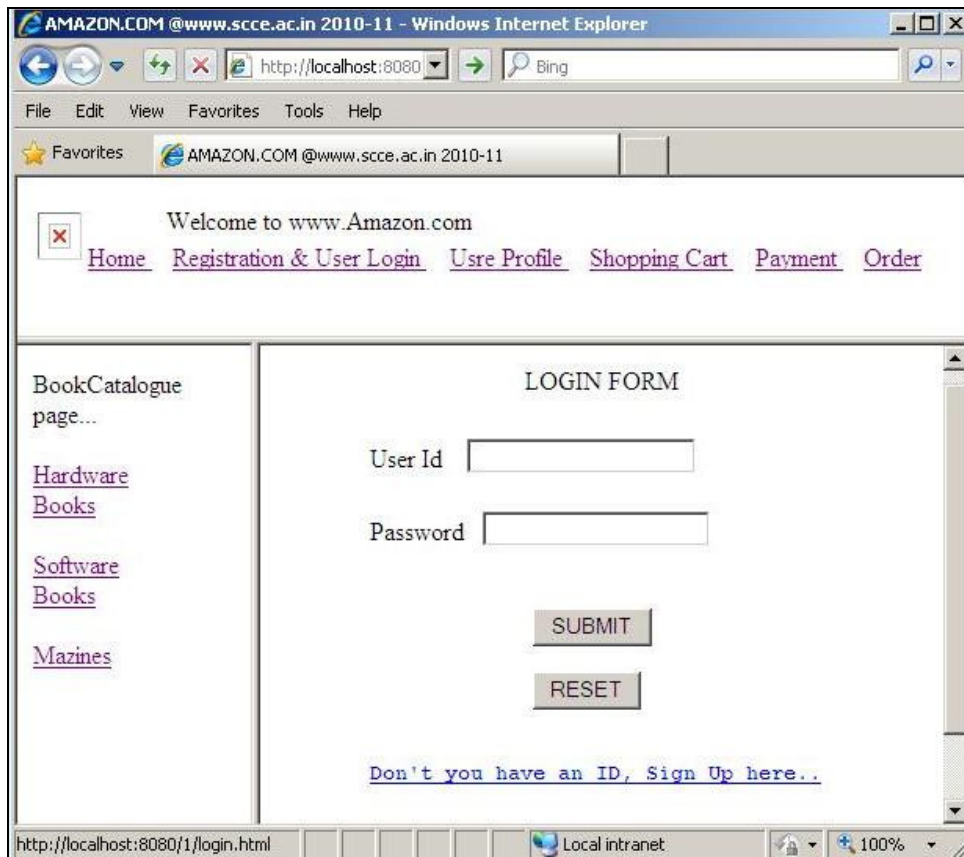 AMAZON.COM @www.scce.ac.in 2010-11 - Windows Internet Explorer
http://localhost:8080
Bing
File Edit View Favorites Tools Help
Favorites
AMAZON.COM @www.scce.ac.in 2010-11
Welcome to www.Amazon.com
Home Registration & User Login Usre Profile Shopping Cart Payment Order
BookCatalogue
page...
Hardware
Books
Software
Books
Mazines
LOGIN FORM
User Id
Password
SUBMIT
RESET
Don't you have an ID, Sign Up here..
http://localhost:8080/1/login.html
Local intranet
100%